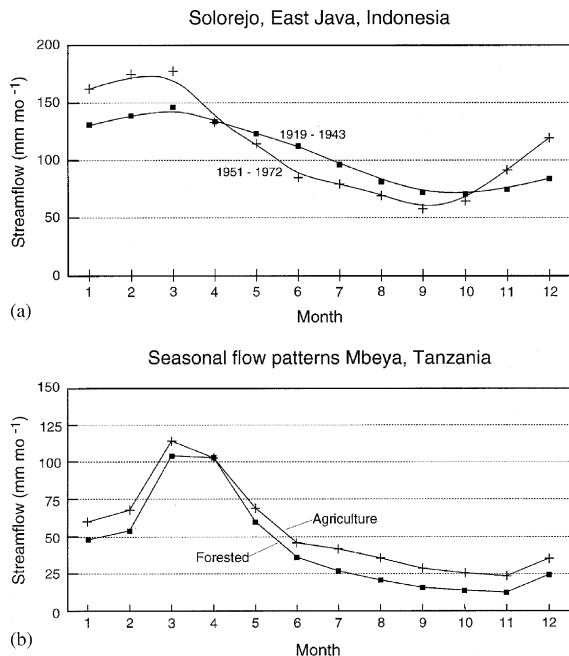 Solorejo, East Java, Indonesia
200
150
100
50
0
Streamflow (mm mo -1)
1919 - 1943
1951 - 1972
1 2 3 4 5 6 7 8 9 10 11 12
Month
(a)
Seasonal flow patterns Mbeya, Tanzania
150
125
100
75
50
25
0
Streamflow (mm mo -1)
Agriculture
Forested
1 2 3 4 5 6 7 8 9 10 11 12
Month
(b)